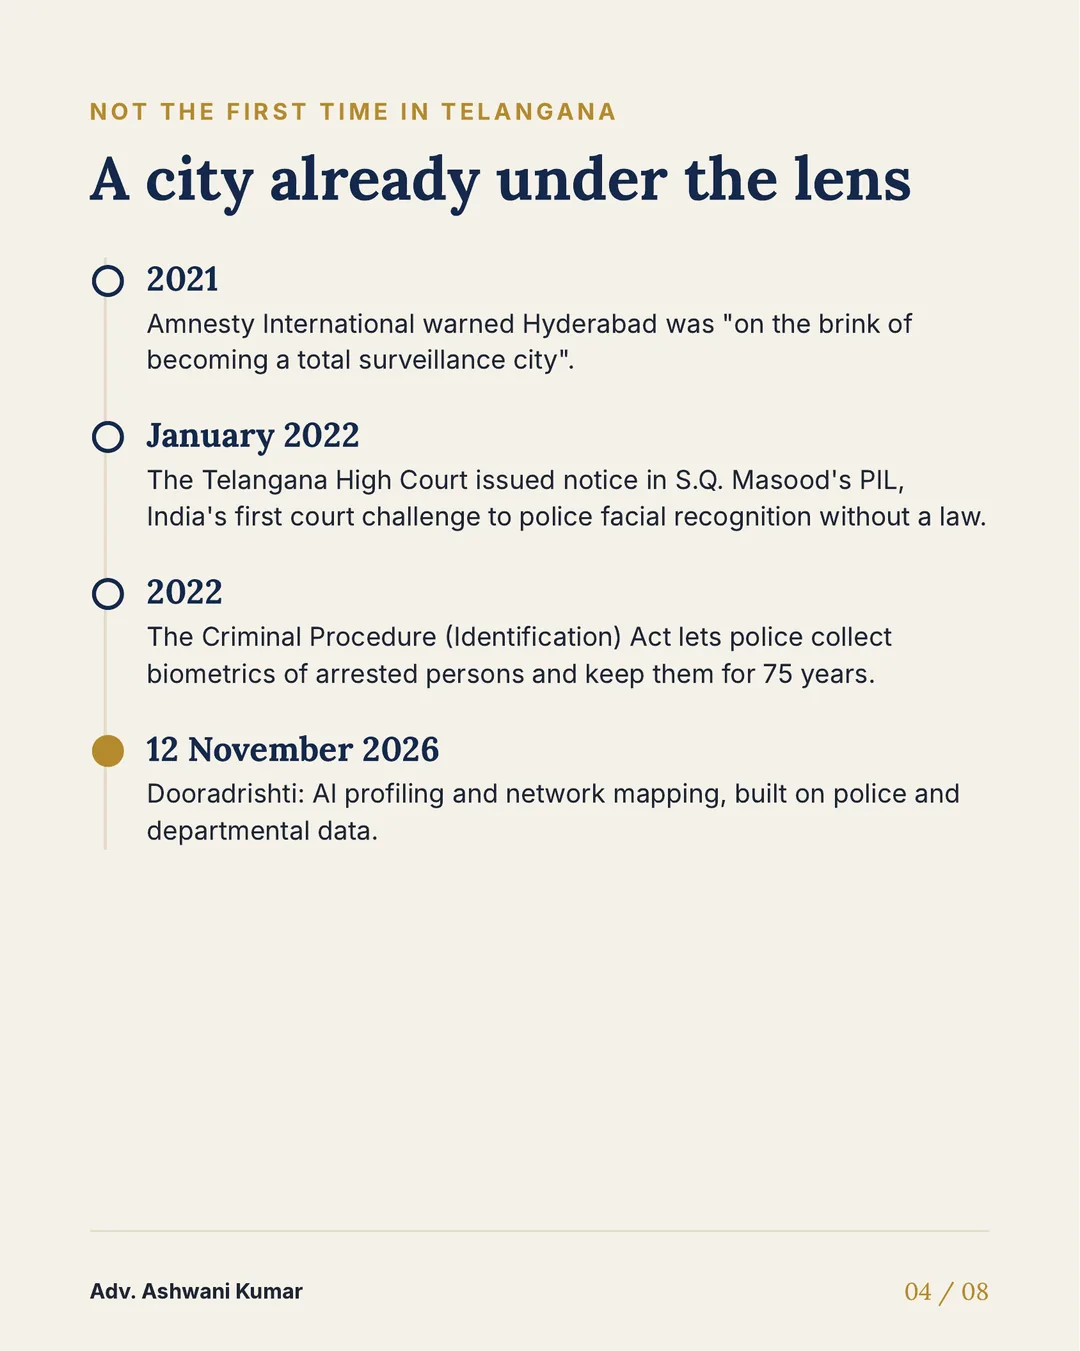 NOT THE FIRST TIME IN TELANGANA
A city already under the lens
2021
Amnesty International warned Hyderabad was "on the brink of
becoming a total surveillance city".
January 2022
The Telangana High Court issued notice in S.Q. Masood's PIL,
India's first court challenge to police facial recognition without a law.
2022
The Criminal Procedure (Identification) Act lets police collect
biometrics of arrested persons and keep them for 75 years.
12 November 2026
Dooradrishti: AI profiling and network mapping, built on police and
departmental data.
Adv. Ashwani Kumar
04 / 08